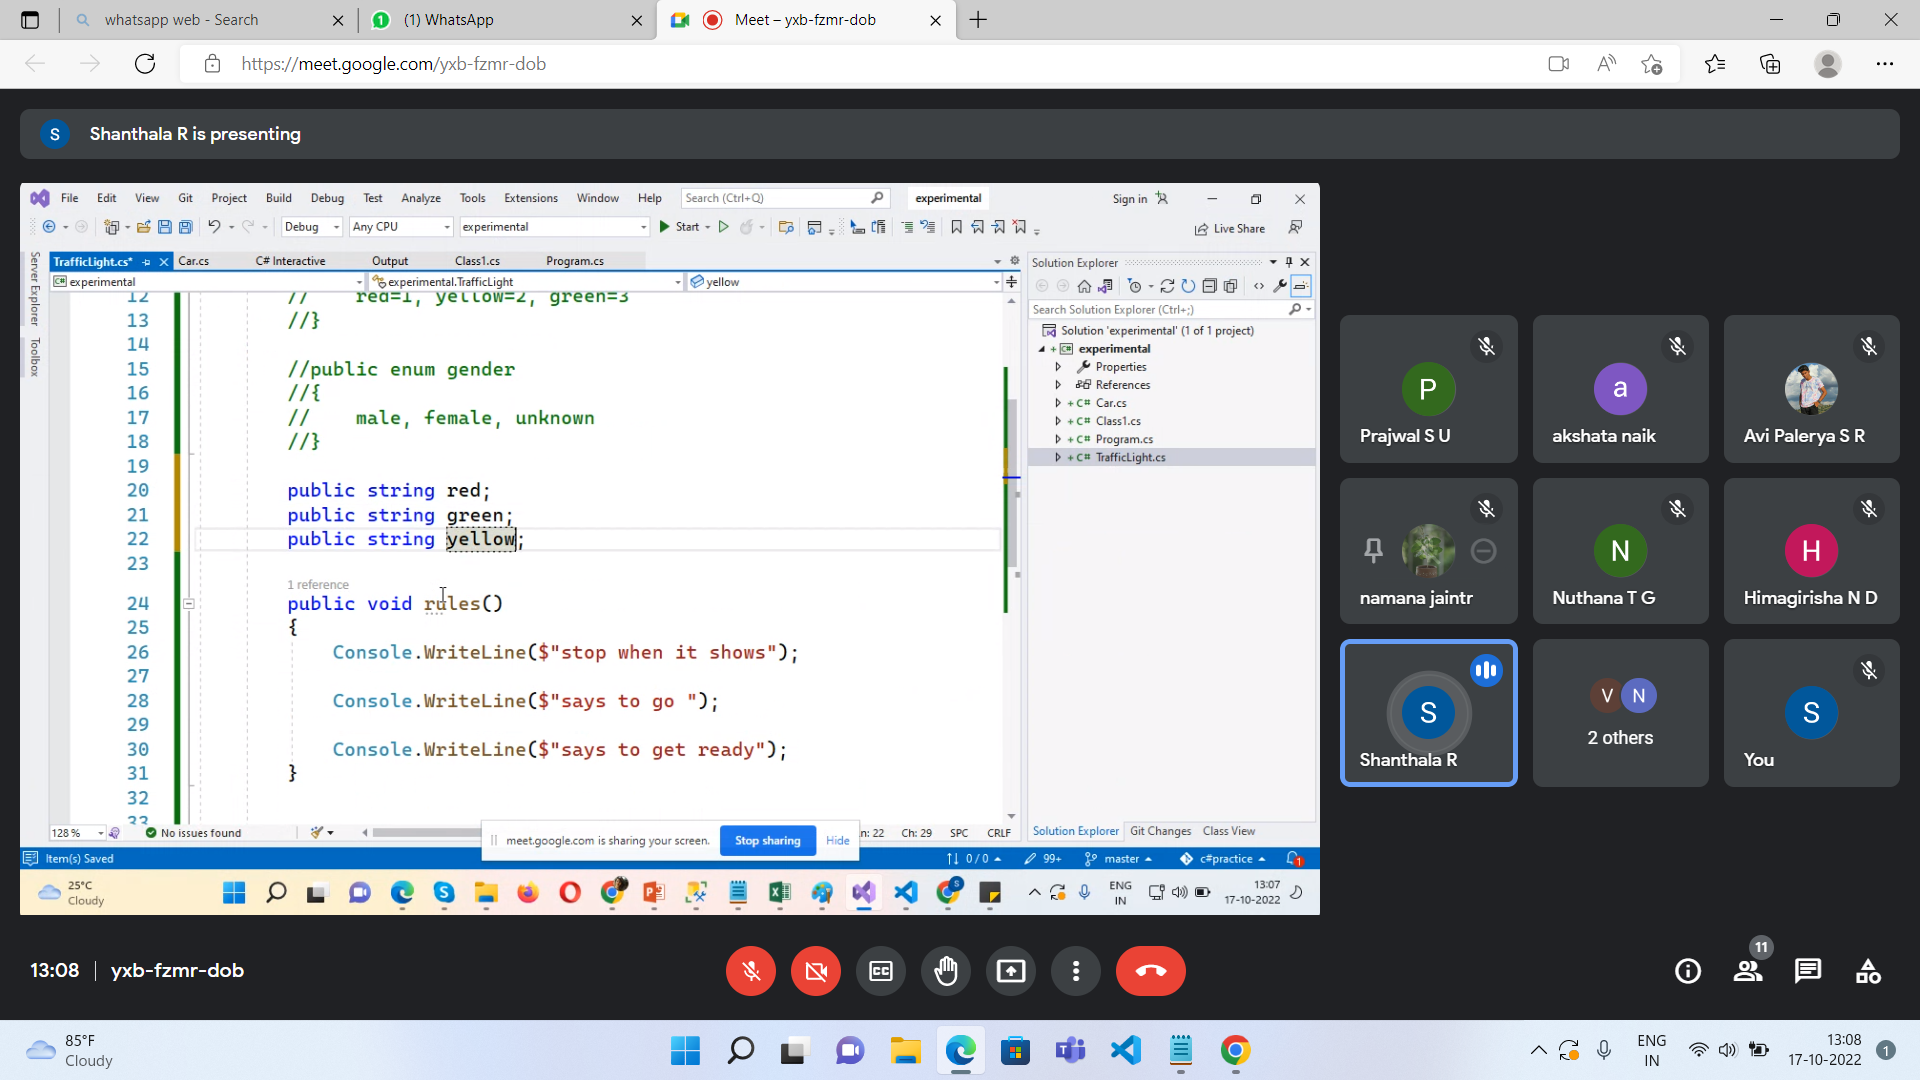 whatsapp web - Search
(1) WhatsApp
Meet – yxb-fzmr-dob
https://meet.google.com/yxb-fzmr-dob
S Shanthala R is presenting
File Edit View Git Project Build Debug Test Analyze Tools Extensions Window Help Search (Ctrl+Q) experimental Sign in
Debug Any CPU experimental Start Live Share
Server Explorer
Toolbox
TrafficLight.cs* Car.cs C# Interactive Output Class1.cs Program.cs
experimental experimental.TrafficLight yellow
12 // red=1, yellow=2, green=3
13 //}
14
15 //public enum gender
16 //{
17 // male, female, unknown
18 //}
19
20 public string red;
21 public string green;
22 public string yellow;
23
1 reference
24 public void rules()
25 {
26 Console.WriteLine($"stop when it shows");
27
28 Console.WriteLine($"says to go ");
29
30 Console.WriteLine($"says to get ready");
31 }
32
33
128 % No issues found
meet.google.com is sharing your screen. Stop sharing Hide
Ln: 22 Ch: 29 SPC CRLF
Solution Explorer
Search Solution Explorer (Ctrl+;)
Solution 'experimental' (1 of 1 project)
experimental
Properties
References
Car.cs
Class1.cs
Program.cs
TrafficLight.cs
Solution Explorer Git Changes Class View
Item(s) Saved 0 / 0 99+ master c#practice 1
25°C
Cloudy
ENG
IN
13:07
17-10-2022
P
Prajwal S U
a
akshata naik
Avi Palerya S R
namana jaintr
N
Nuthana T G
H
Himagirisha N D
S
Shanthala R
V N
2 others
S
You
13:08 yxb-fzmr-dob
CC
11
85°F
Cloudy
ENG
IN
13:08
17-10-2022
1